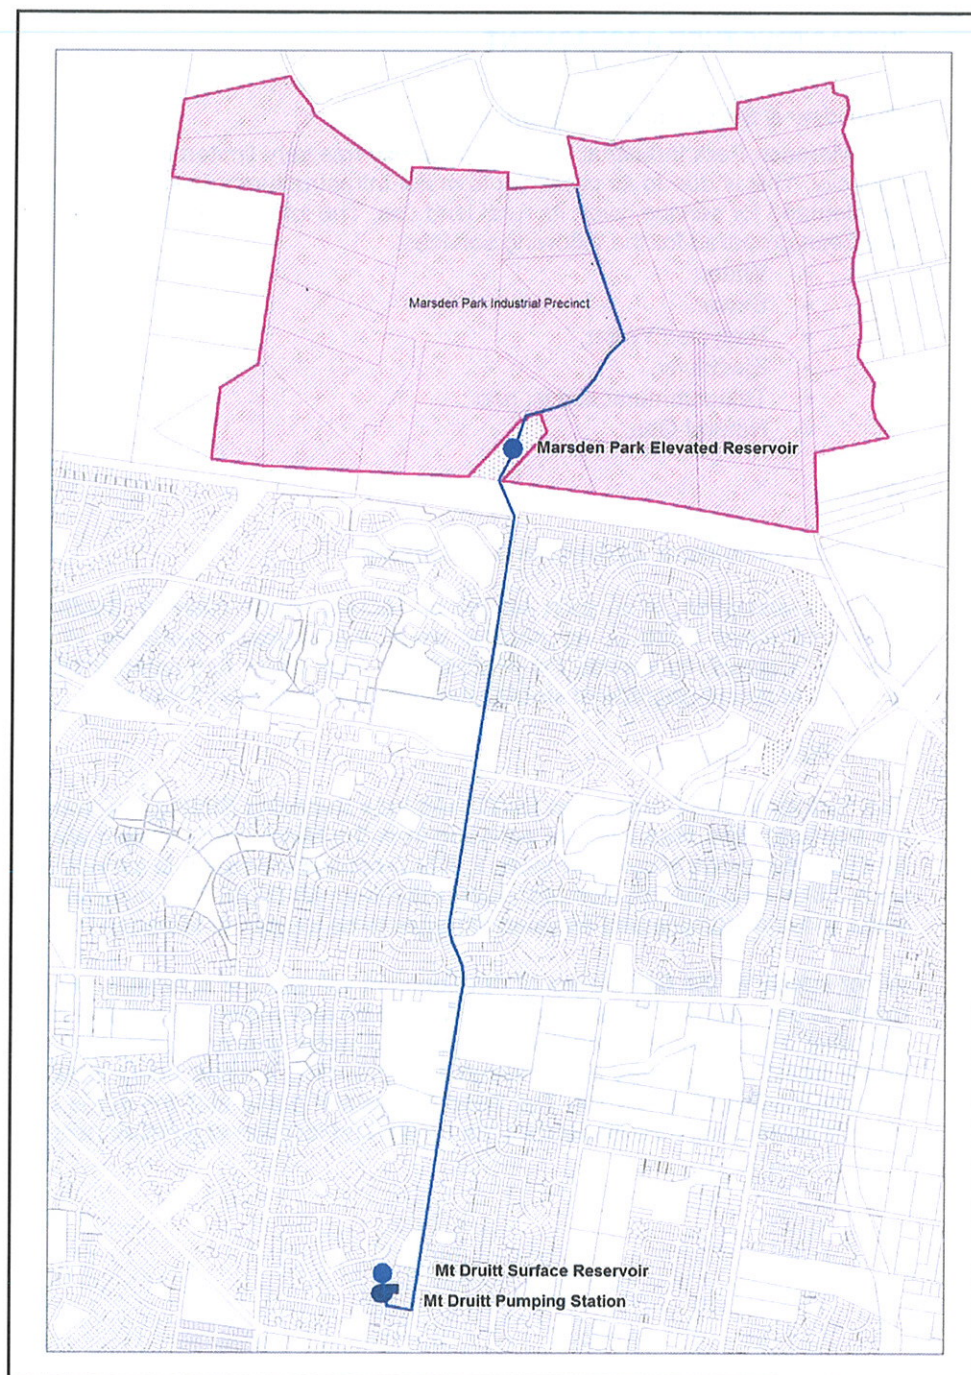 Marsden Park Industrial Precinct
Marsden Park Elevated Reservoir
Mt Druitt Surface Reservoir
Mt Druitt Pumping Station